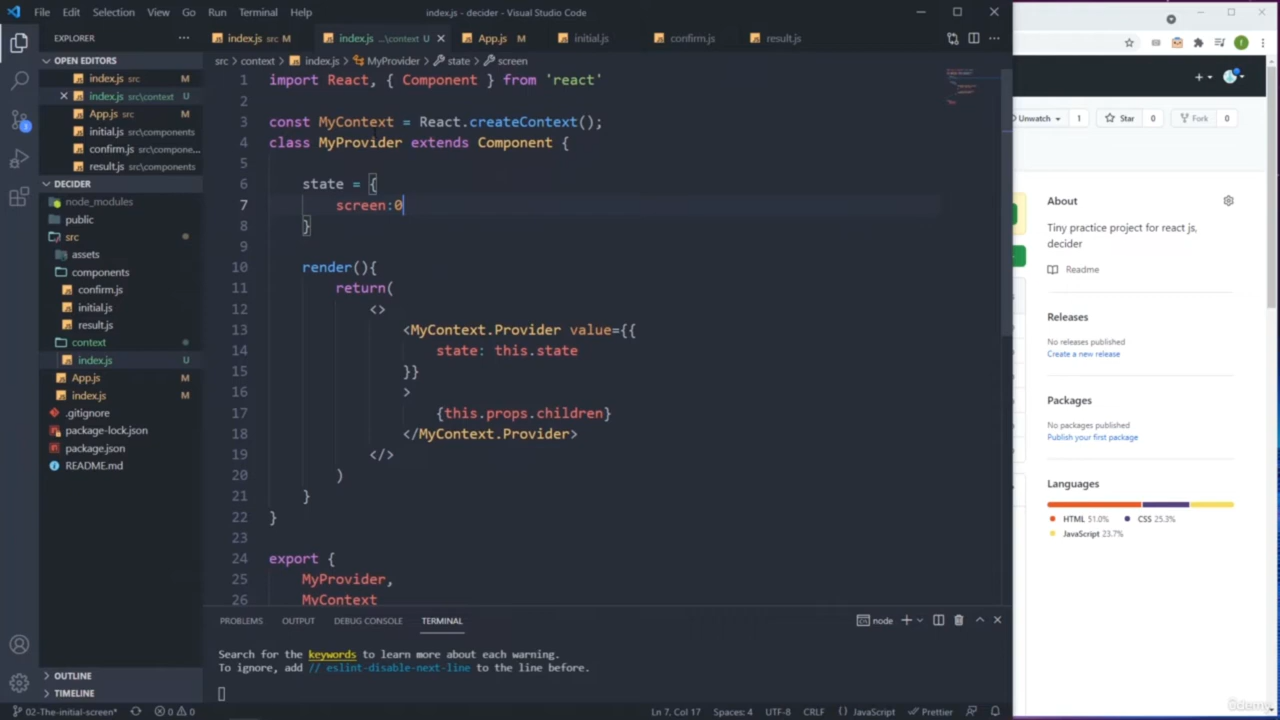 File Edit Selection View Go Run Terminal Help
index.js - decider - Visual Studio Code
EXPLORER
index.js src M
index.js ...\context U
App.js M
initial.js
confirm.js
result.js
src > context > index.js > MyProvider > state > screen
OPEN EDITORS
index.js src M
index.js src\context U
App.js src M
initial.js src\components
confirm.js src\compone...
result.js src\components
DECIDER
node_modules
public
src
assets
components
confirm.js
initial.js
result.js
context
index.js U
App.js M
index.js M
.gitignore
package-lock.json
package.json
README.md
OUTLINE
TIMELINE
1 import React, { Component } from 'react'
2
3 const MyContext = React.createContext();
4 class MyProvider extends Component {
5
6 state = {
7 screen:0
8 }
9
10 render(){
11 return(
12 <>
13 <MyContext.Provider value={{
14 state: this.state
15 }}
16 >
17 {this.props.children}
18 </MyContext.Provider>
19 </>
20 )
21 }
22 }
23
24 export {
25 MyProvider,
26 MyContext
PROBLEMS OUTPUT DEBUG CONSOLE TERMINAL
node
Search for the keywords to learn more about each warning.
To ignore, add // eslint-disable-next-line to the line before.
02-The-initial-screen* 0 0
Ln 7, Col 17 Spaces: 4 UTF-8 CRLF JavaScript Prettier
Unwatch 1 Star 0 Fork 0
About
Tiny practice project for react js,
decider
Readme
Releases
No releases published
Create a new release
Packages
No packages published
Publish your first package
Languages
HTML 51.0% CSS 25.3%
JavaScript 23.7%